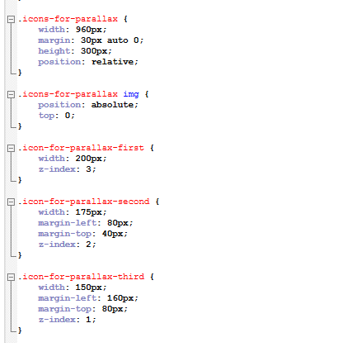 .icons-for-parallax {
width: 960px;
margin: 30px auto 0;
height: 300px;
position: relative;
}
.icons-for-parallax img {
position: absolute;
top: 0;
}
.icon-for-parallax-first {
width: 200px;
z-index: 3;
}
.icon-for-parallax-second {
width: 175px;
margin-left: 80px;
margin-top: 40px;
z-index: 2;
}
.icon-for-parallax-third {
width: 150px;
margin-left: 160px;
margin-top: 80px;
z-index: 1;
}